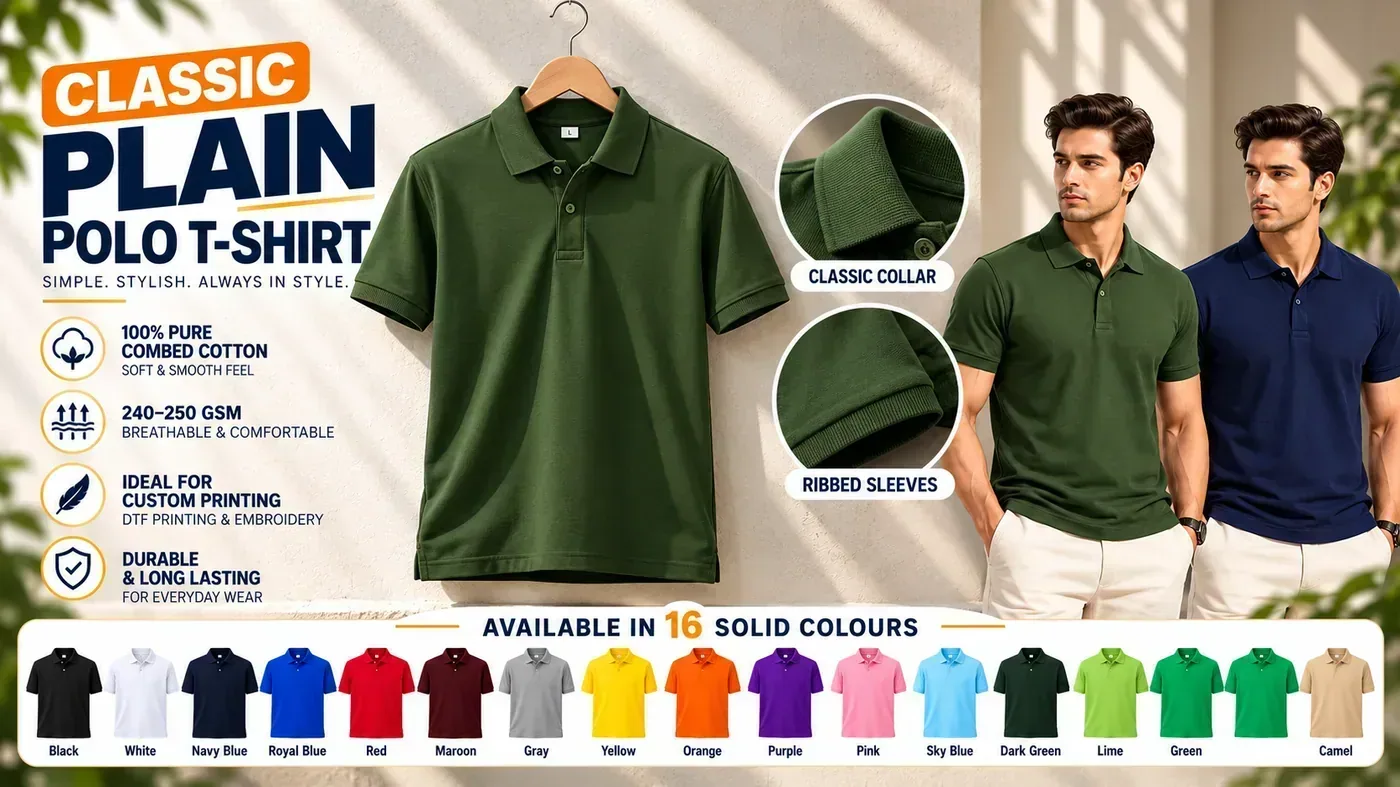 CLASSIC
PLAIN
POLO T-SHIRT
SIMPLE. STYLISH. ALWAYS IN STYLE.
100% PURE
COMBED COTTON
SOFT & SMOOTH FEEL
240–250 GSM
BREATHABLE & COMFORTABLE
IDEAL FOR
CUSTOM PRINTING
DTF PRINTING & EMBROIDERY
DURABLE
& LONG LASTING
FOR EVERYDAY WEAR
L
CLASSIC COLLAR
RIBBED SLEEVES
AVAILABLE IN 16 SOLID COLOURS
Black White Navy Blue Royal Blue Red Maroon Gray Yellow Orange Purple Pink Sky Blue Dark Green Lime Green Camel